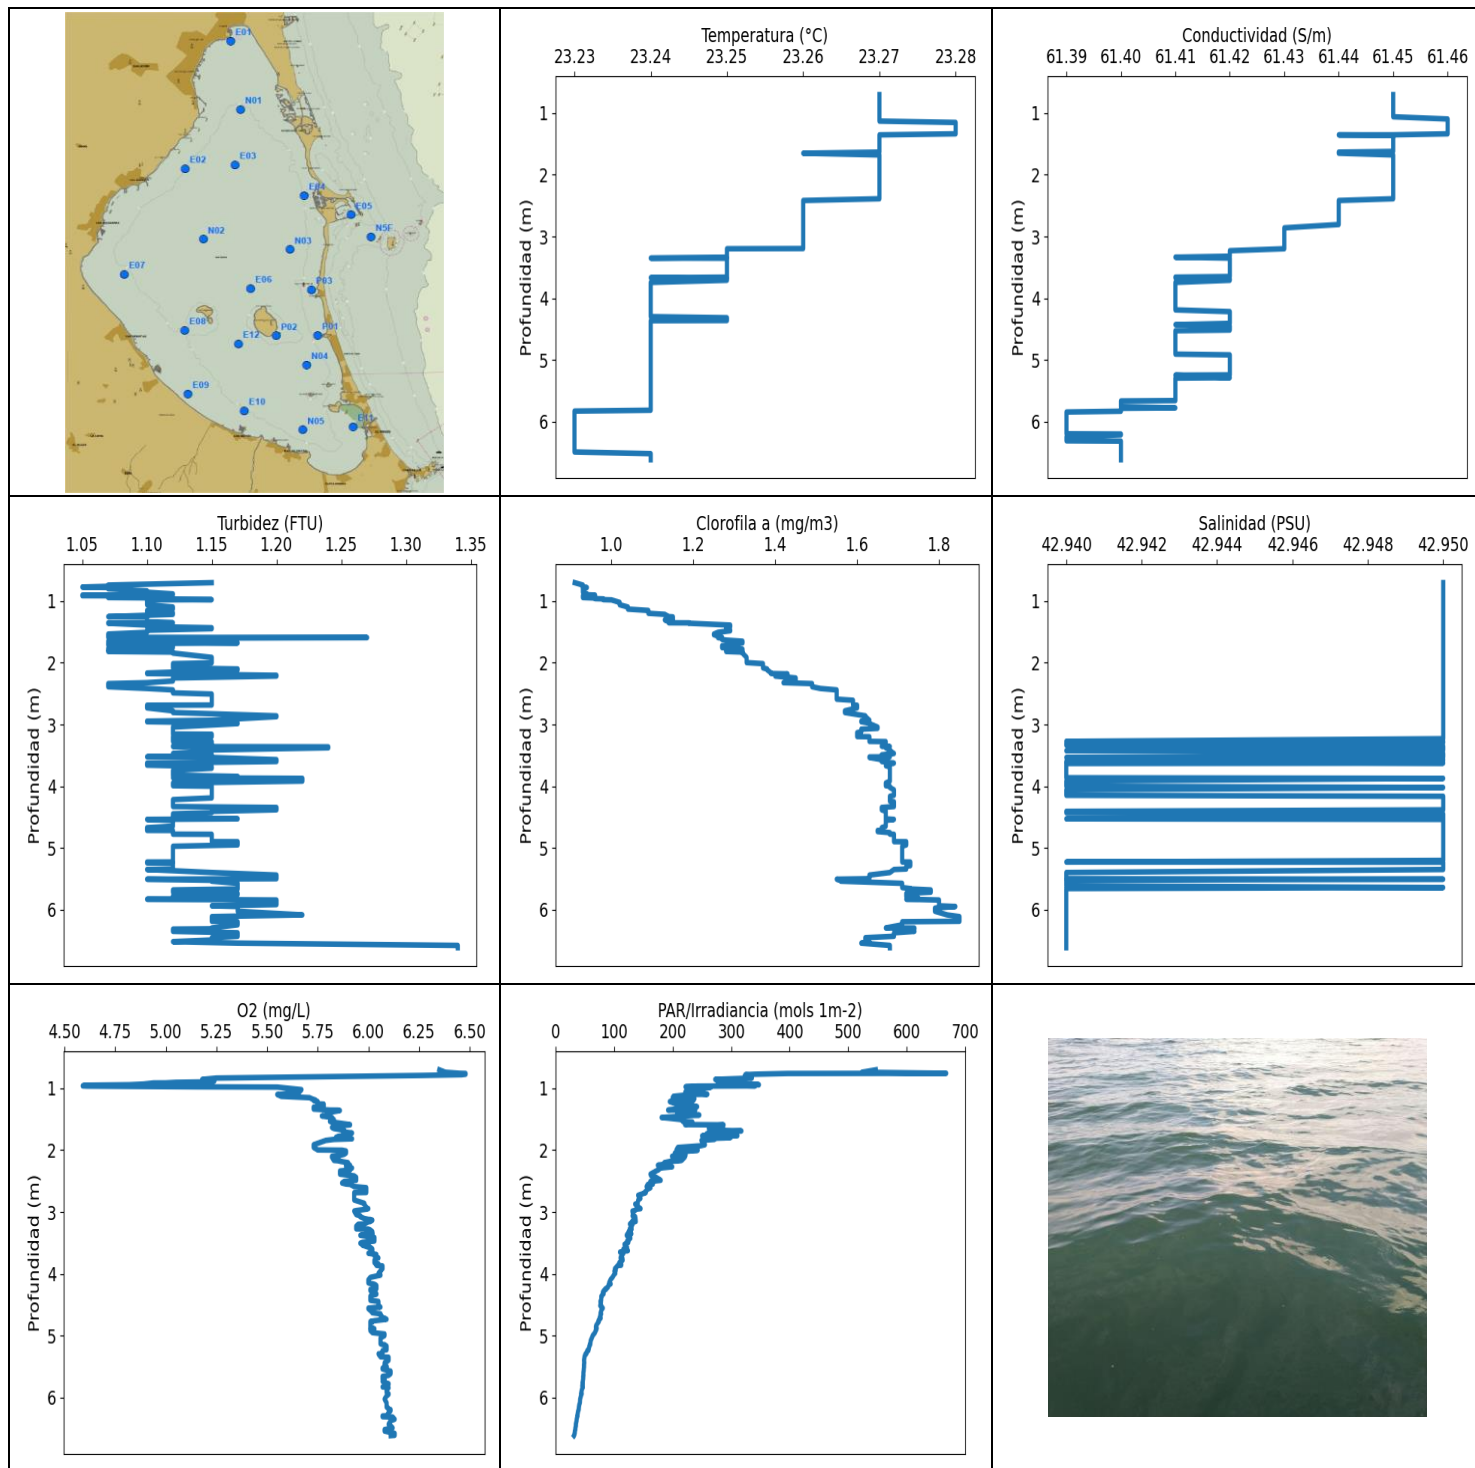 E01
N01
E02
E03
E04
E05
N02
N03
N5F
E07
E06
P03
E08
E12
P02
P01
N04
E09
E10
N05
E11
Temperatura (°C)
23.23 23.24 23.25 23.26 23.27 23.28
Profundidad (m)
1
2
3
4
5
6
Conductividad (S/m)
61.39 61.40 61.41 61.42 61.43 61.44 61.45 61.46
Profundidad (m)
1
2
3
4
5
6
Turbidez (FTU)
1.05 1.10 1.15 1.20 1.25 1.30 1.35
Profundidad (m)
1
2
3
4
5
6
Clorofila a (mg/m3)
1.0 1.2 1.4 1.6 1.8
Profundidad (m)
1
2
3
4
5
6
Salinidad (PSU)
42.940 42.942 42.944 42.946 42.948 42.950
Profundidad (m)
1
2
3
4
5
6
O2 (mg/L)
4.50 4.75 5.00 5.25 5.50 5.75 6.00 6.25 6.50
Profundidad (m)
1
2
3
4
5
6
PAR/Irradiancia (mols 1m-2)
0 100 200 300 400 500 600 700
Profundidad (m)
1
2
3
4
5
6